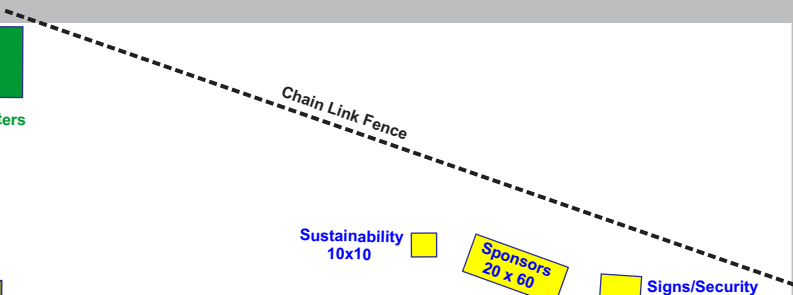 Chain Link Fence
ters
Sustainability
10x10
Sponsors
20 x 60
Signs/Security